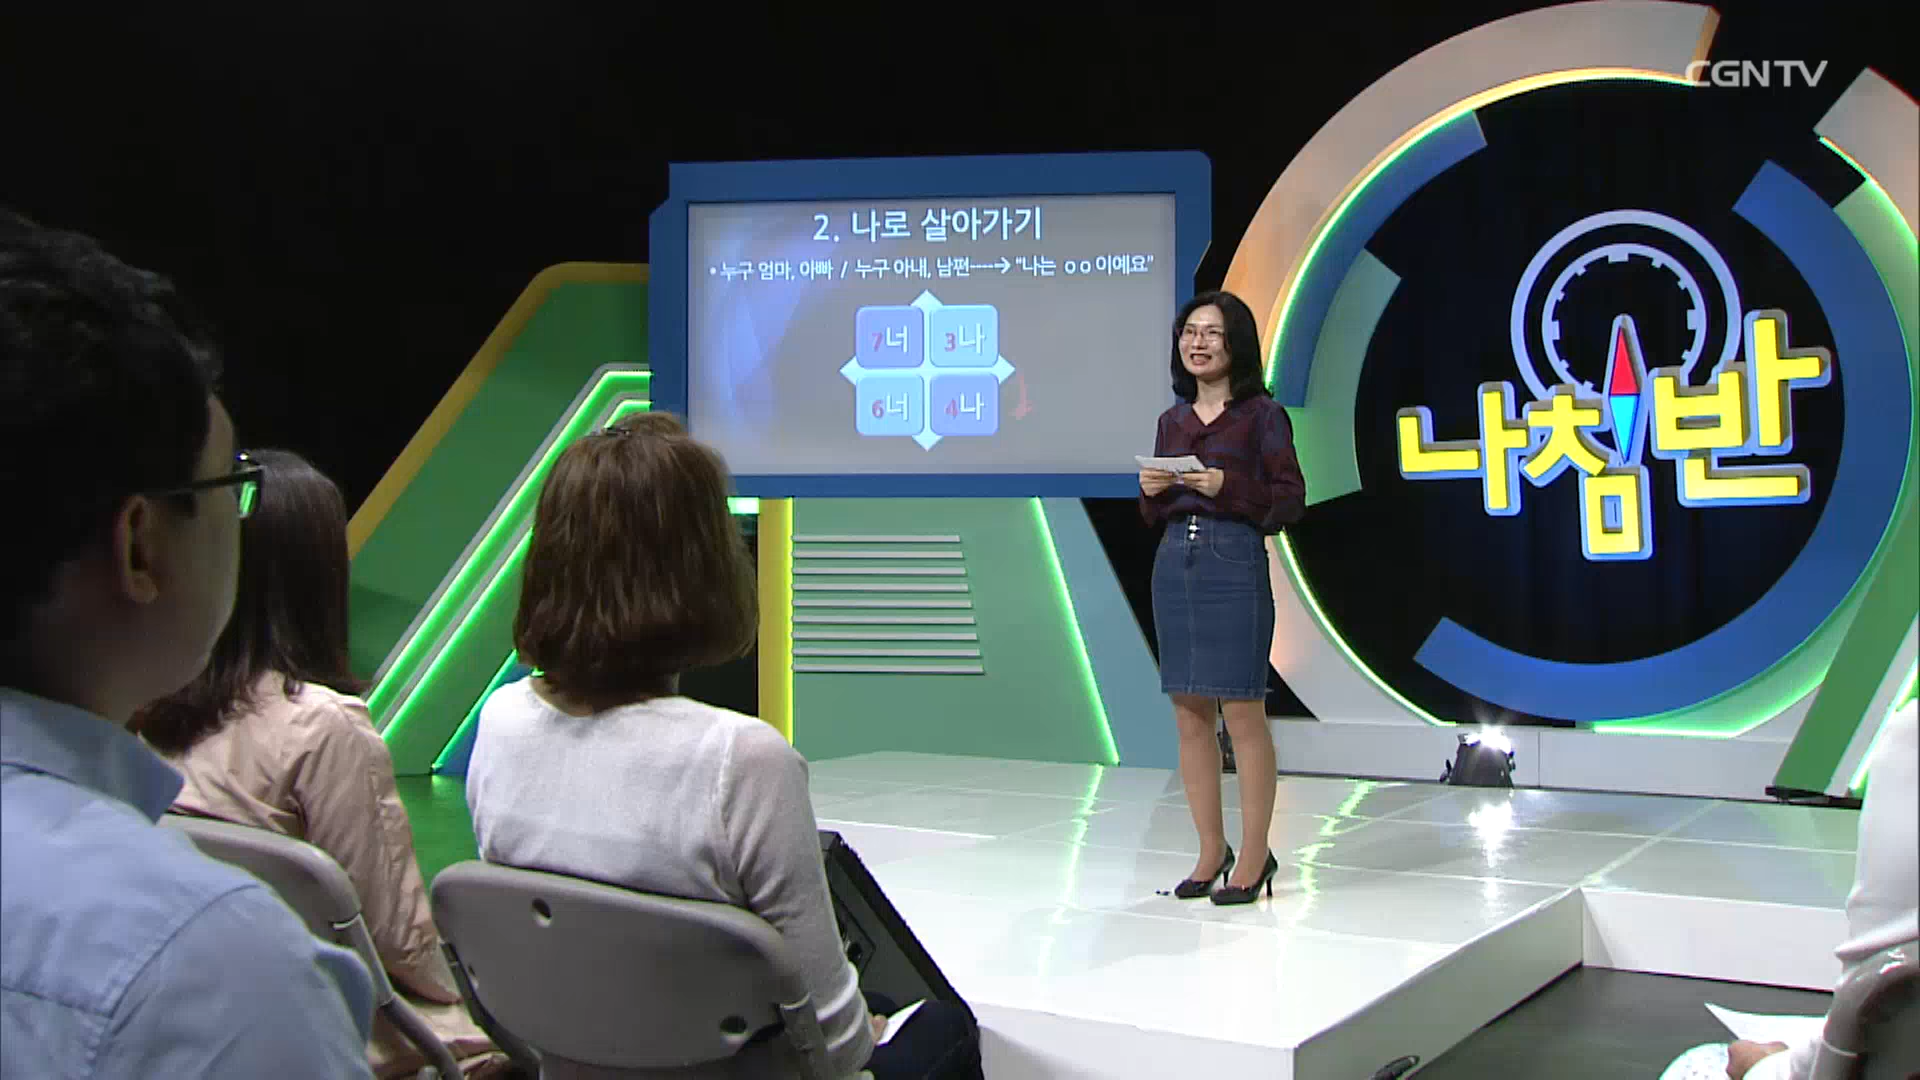 CGNTV
2. 나로 살아가기
• 누구 엄마, 아빠 / 누구 아내, 남편----→ "나는 ㅇㅇ이예요"
7너 3나
6너 4나
나침반